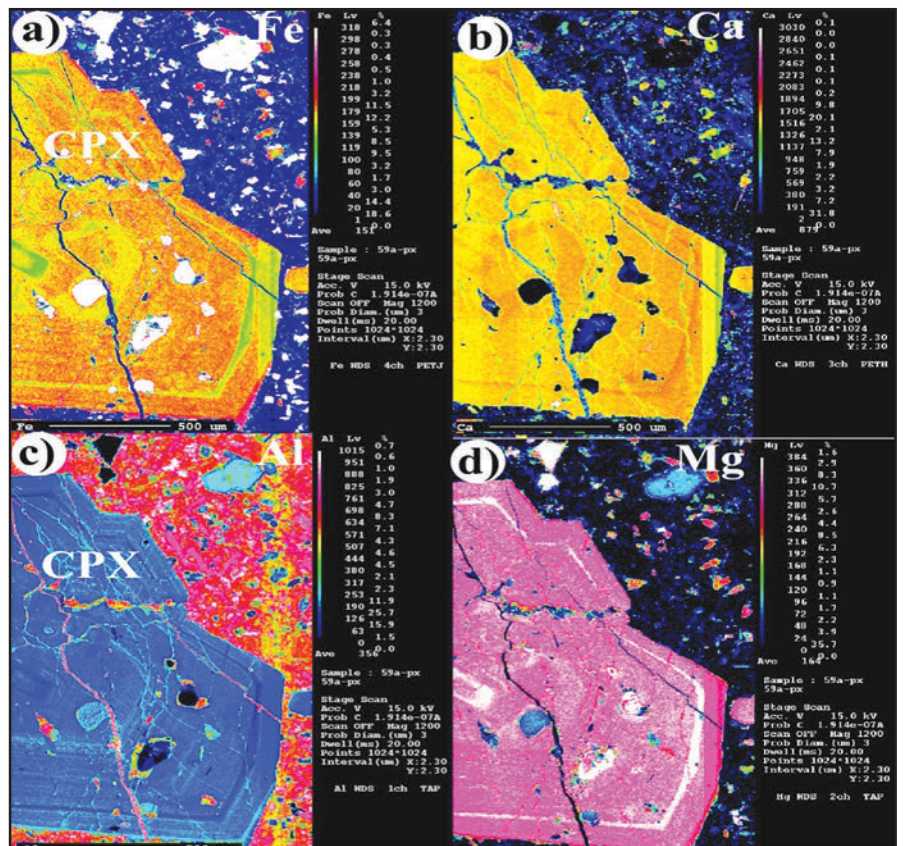 a) Fe
CPX
Fe Lv %
6.4
318 0.3
298 0.3
278 0.4
258 0.5
238 1.0
218 3.2
199 11.5
179 12.2
159 5.3
139 8.5
119 9.5
100 3.2
80 1.7
60 3.0
40 14.4
20 18.6
1 0.0
Ave 151
Sample : 59a-px
59a-px
Stage Scan
Acc. V 15.0 kV
Prob C 1.914e-07A
Scan OFF Mag 1200
Prob Diam.(um) 3
Dwell(ms) 20.00
Points 1024*1024
Interval(um) X:2.30
Y:2.30
Fe WDS 4ch PETJ
Fe 500 um
b) Ca
Ca Lv %
0.1
3030 0.0
2840 0.0
2651 0.1
2462 0.1
2273 0.1
2083 0.2
1894 9.8
1705 20.1
1516 2.1
1326 13.2
1137 7.9
948 1.9
759 2.2
569 3.2
380 7.2
191 31.8
2 0.0
Ave 879
Sample : 59a-px
59a-px
Stage Scan
Acc. V 15.0 kV
Prob C 1.914e-07A
Scan OFF Mag 1200
Prob Diam.(um) 3
Dwell(ms) 20.00
Points 1024*1024
Interval(um) X:2.30
Y:2.30
Ca WDS 3ch PETH
Ca 500 um
c) Al
CPX
Al Lv %
0.7
1015 0.6
951 1.0
888 1.9
825 3.0
761 4.7
698 8.3
634 7.1
571 4.3
507 4.6
444 4.5
380 2.1
317 2.3
253 11.9
190 25.7
126 15.9
63 1.5
0 0.0
Ave 356
Sample : 59a-px
59a-px
Stage Scan
Acc. V 15.0 kV
Prob C 1.914e-07A
Scan OFF Mag 1200
Prob Diam.(um) 3
Dwell(ms) 20.00
Points 1024*1024
Interval(um) X:2.30
Y:2.30
Al WDS 1ch TAP
d) Mg
Mg Lv %
1.6
384 2.9
360 8.3
336 10.7
312 5.7
288 2.6
264 4.4
240 8.5
216 6.3
192 2.3
168 1.1
144 0.9
120 1.1
96 1.7
72 2.2
48 3.9
24 35.7
0 0.0
Ave 164
Sample : 59a-px
59a-px
Stage Scan
Acc. V 15.0 kV
Prob C 1.914e-07A
Scan OFF Mag 1200
Prob Diam.(um) 3
Dwell(ms) 20.00
Points 1024*1024
Interval(um) X:2.30
Y:2.30
Mg WDS 2ch TAP